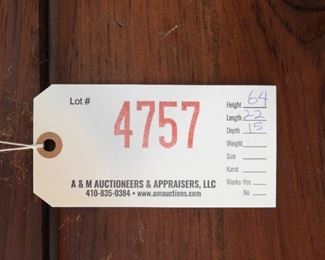 Lot #
4757
Height 64
Length 22
Depth 15
Weight
Size
Karat
Works Yes
No
A & M AUCTIONEERS & APPRAISERS, LLC
410-835-0384 • www.amauctions.com